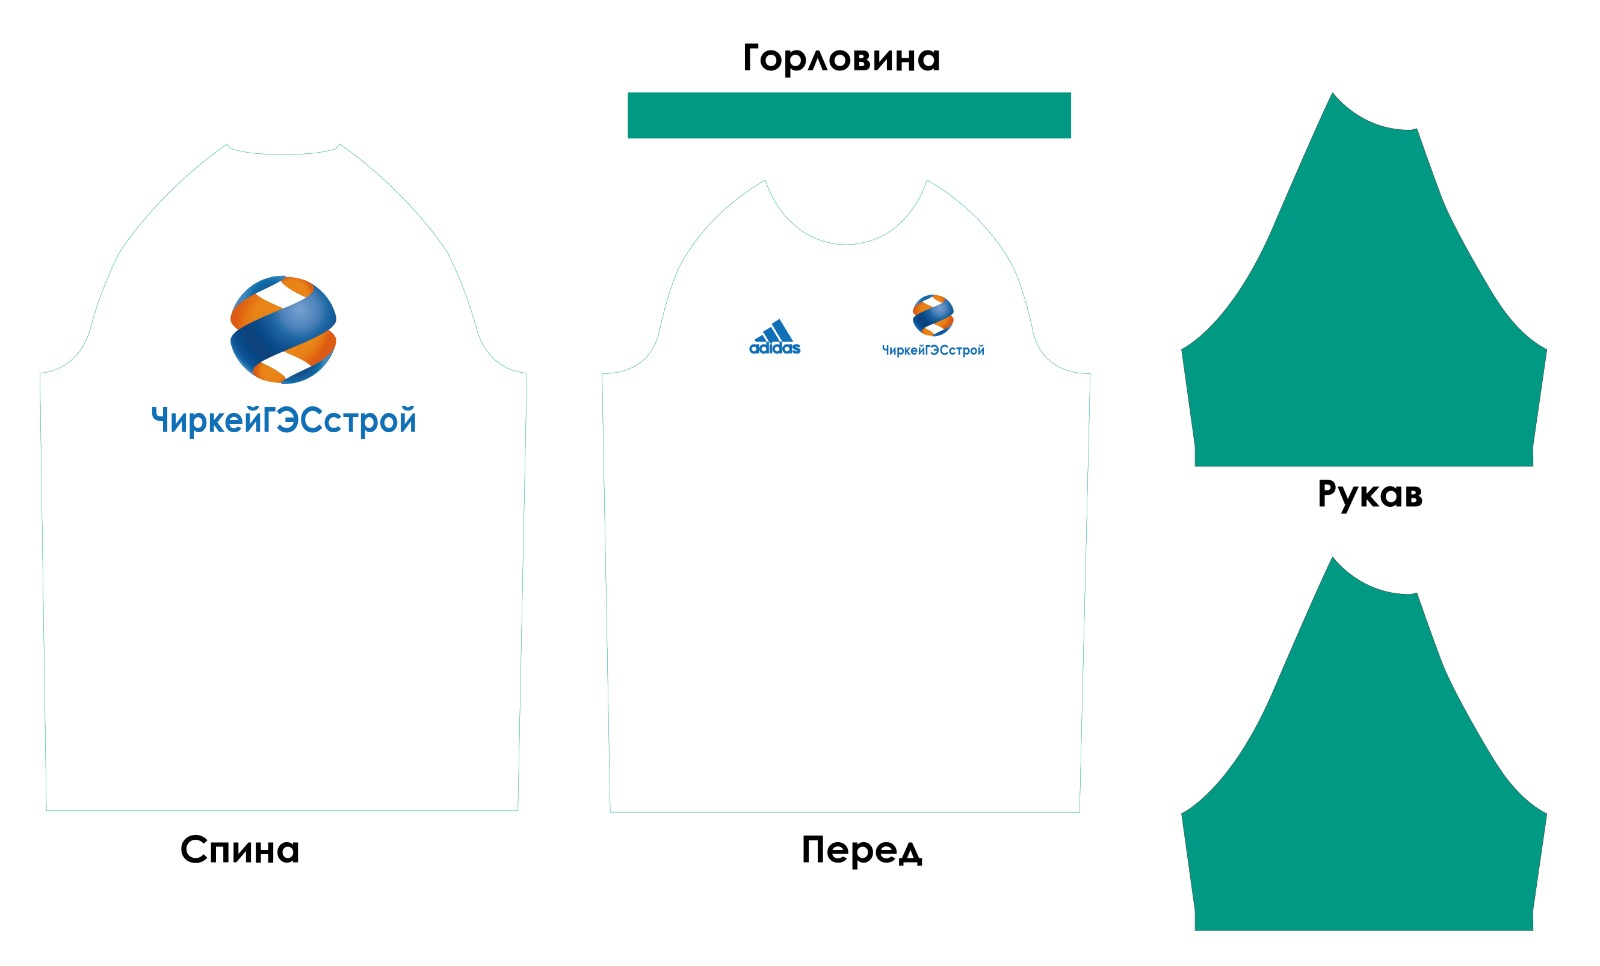 Горловина
adidas
ЧиркейГЭСстрой
ЧиркейГЭСстрой
Рукав
Спина
Перед